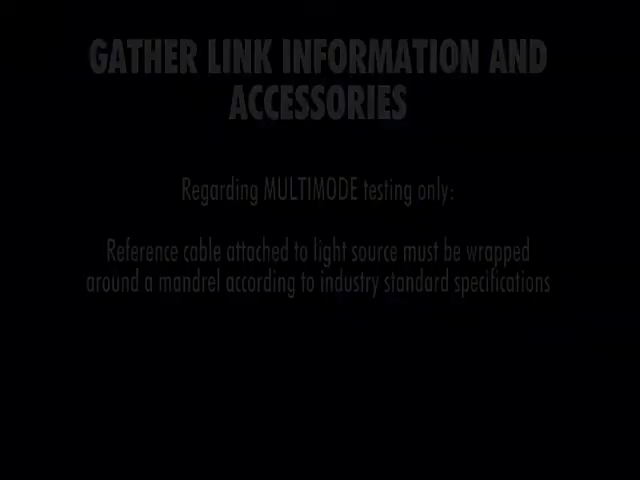 GATHER LINK INFORMATION AND
ACCESSORIES
Regarding MULTIMODE testing only:
Reference cable attached to light source must be wrapped
around a mandrel according to industry standard specifications